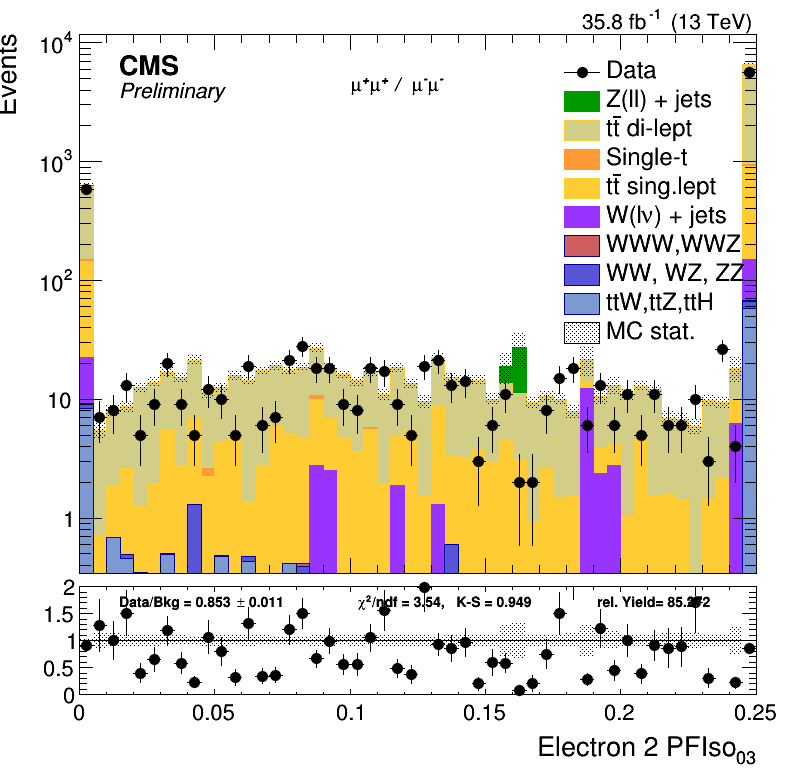 35.8 fb⁻¹ (13 TeV)
Events
CMS
Preliminary
μ⁺μ⁺ / μ⁻μ⁻
Data
Z(ll) + jets
tt̄ di-lept
Single-t
tt̄ sing.lept
W(lν) + jets
WWW,WWZ
WW, WZ, ZZ
ttW,ttZ,ttH
MC stat.
10⁴
10³
10²
10
1
Data/Bkg = 0.853 ± 0.011
χ²/ndf = 3.54, K-S = 0.949
2
1.5
1
0.5
0
0 0.05 0.1 0.15 0.2 0.25
Electron 2 PFIso₀₃